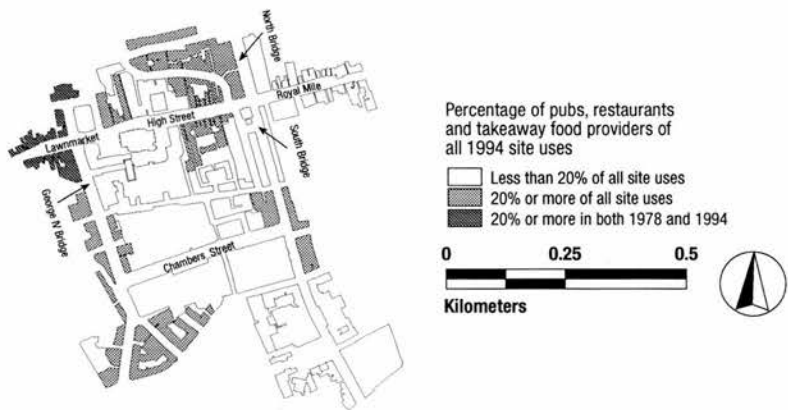 North Bridge
Royal Mile
High Street
Lawnmarket
South Bridge
George IV Bridge
Chambers Street
Percentage of pubs, restaurants
and takeaway food providers of
all 1994 site uses
Less than 20% of all site uses
20% or more of all site uses
20% or more in both 1978 and 1994
0 0.25 0.5
Kilometers